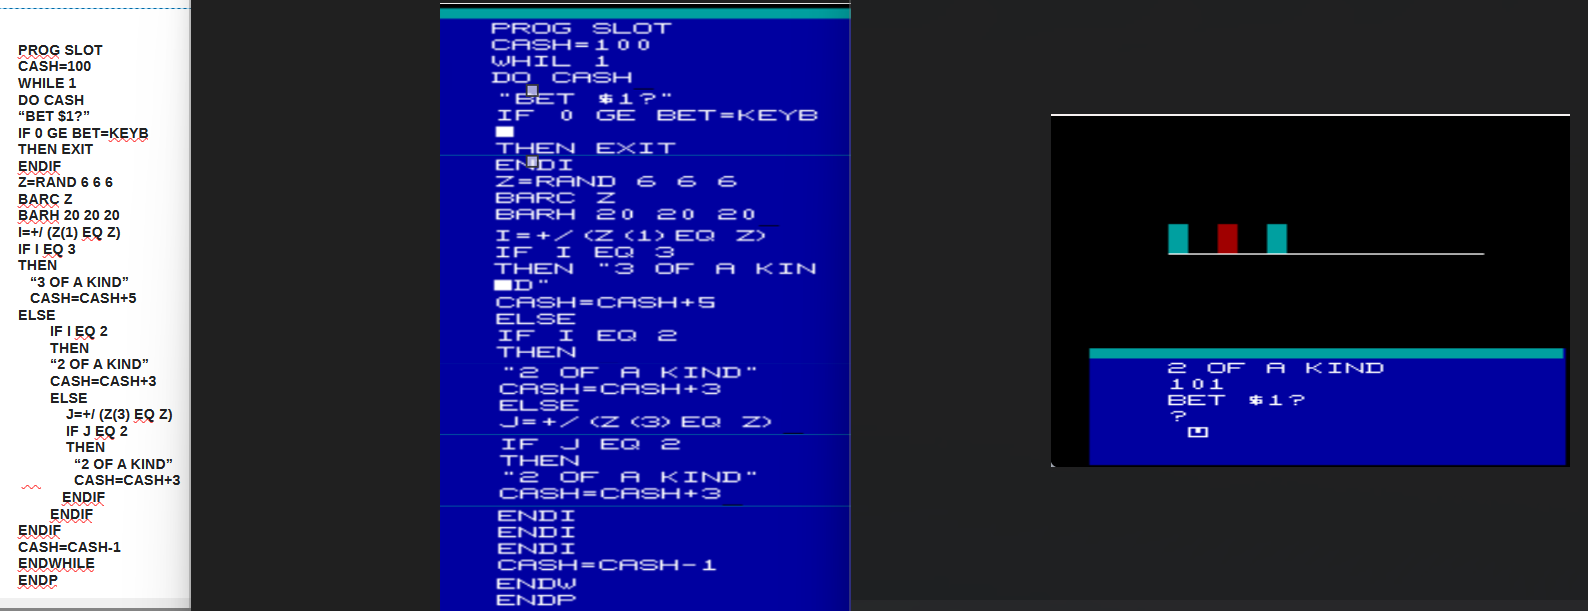 PROG SLOT
CASH=100
WHILE 1
DO CASH
“BET $1?”
IF 0 GE BET=KEYB
THEN EXIT
ENDIF
Z=RAND 6 6 6
BARC Z
BARH 20 20 20
I=+/ (Z(1) EQ Z)
IF I EQ 3
THEN
“3 OF A KIND”
CASH=CASH+5
ELSE
IF I EQ 2
THEN
“2 OF A KIND”
CASH=CASH+3
ELSE
J=+/ (Z(3) EQ Z)
IF J EQ 2
THEN
“2 OF A KIND”
CASH=CASH+3
ENDIF
ENDIF
ENDIF
CASH=CASH-1
ENDWHILE
ENDP
PROG SLOT
CASH=100
WHIL 1
DO CASH
"BET $1?"
IF 0 GE BET=KEYB
THEN EXIT
ENDI
Z=RAND 6 6 6
BARC Z
BARH 20 20 20
I=+/(Z(1)EQ Z)
IF I EQ 3
THEN "3 OF A KIN
D"
CASH=CASH+5
ELSE
IF I EQ 2
THEN
"2 OF A KIND"
CASH=CASH+3
ELSE
J=+/(Z(3)EQ Z)
IF J EQ 2
THEN
"2 OF A KIND"
CASH=CASH+3
ENDI
ENDI
ENDI
CASH=CASH-1
ENDW
ENDP
2 OF A KIND
101
BET $1?
?